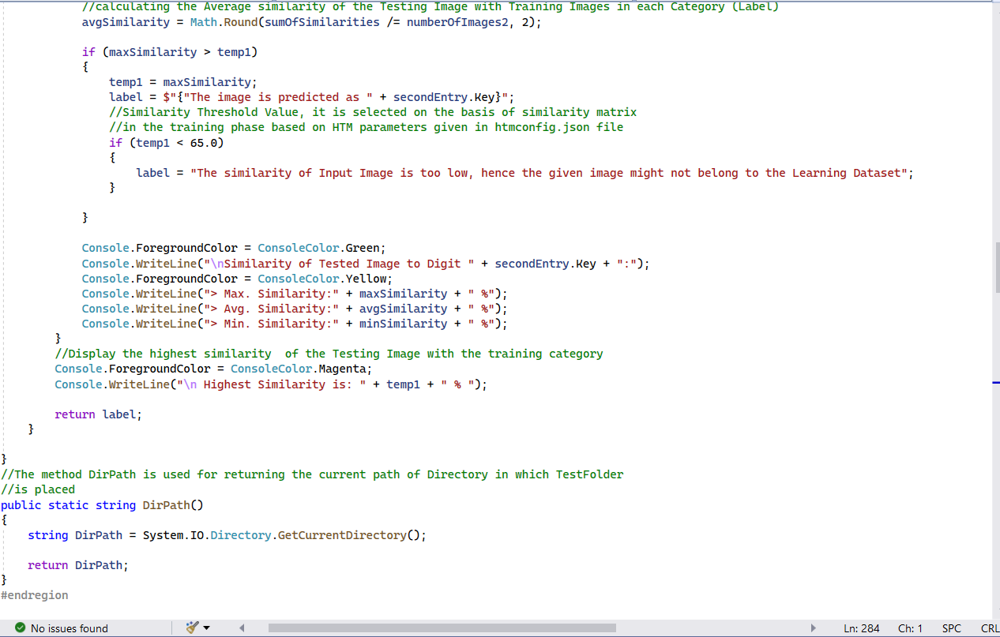 //calculating the Average similarity of the Testing Image with Training Images in each Category (Label)
avgSimilarity = Math.Round(sumOfSimilarities /= numberOfImages2, 2);
if (maxSimilarity > temp1)
{
temp1 = maxSimilarity;
label = $"{"The image is predicted as " + secondEntry.Key}";
//Similarity Threshold Value, it is selected on the basis of similarity matrix
//in the training phase based on HTM parameters given in htmconfig.json file
if (temp1 < 65.0)
{
label = "The similarity of Input Image is too low, hence the given image might not belong to the Learning Dataset";
}
}
Console.ForegroundColor = ConsoleColor.Green;
Console.WriteLine("\nSimilarity of Tested Image to Digit " + secondEntry.Key + ":");
Console.ForegroundColor = ConsoleColor.Yellow;
Console.WriteLine("> Max. Similarity:" + maxSimilarity + " %");
Console.WriteLine("> Avg. Similarity:" + avgSimilarity + " %");
Console.WriteLine("> Min. Similarity:" + minSimilarity + " %");
}
//Display the highest similarity  of the Testing Image with the training category
Console.ForegroundColor = ConsoleColor.Magenta;
Console.WriteLine("\n Highest Similarity is: " + temp1 + " % ");
return label;
}
}
//The method DirPath is used for returning the current path of Directory in which TestFolder
//is placed
public static string DirPath()
{
string DirPath = System.IO.Directory.GetCurrentDirectory();
return DirPath;
}
#endregion
No issues found Ln: 284 Ch: 1 SPC CRL